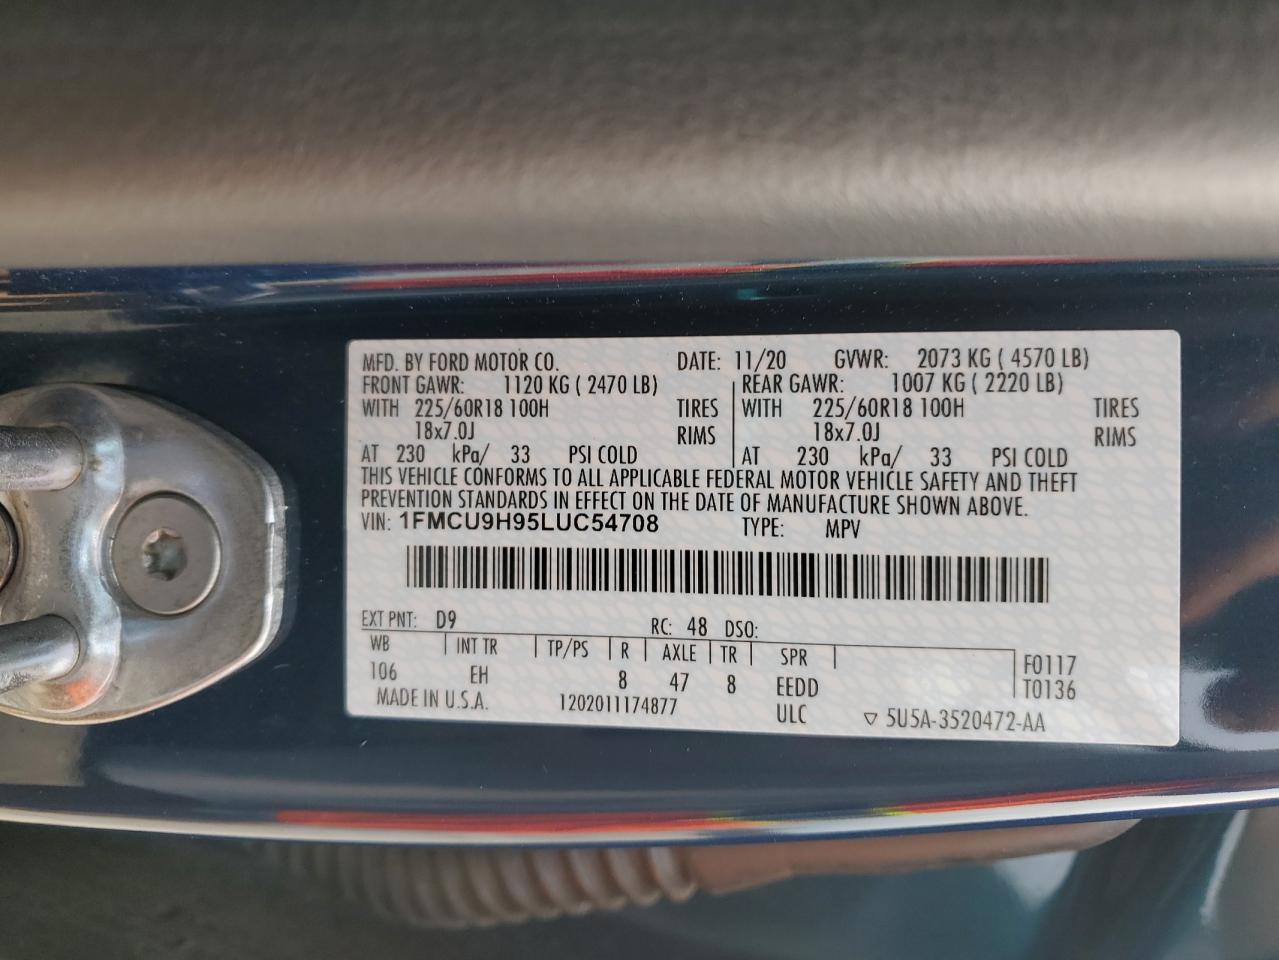 MFD. BY FORD MOTOR CO. DATE: 11/20 GVWR: 2073 KG ( 4570 LB)
FRONT GAWR: 1120 KG ( 2470 LB) REAR GAWR: 1007 KG ( 2220 LB)
WITH 225/60R18 100H TIRES WITH 225/60R18 100H TIRES
18x7.0J RIMS 18x7.0J RIMS
AT 230 kPa/ 33 PSI COLD AT 230 kPa/ 33 PSI COLD
THIS VEHICLE CONFORMS TO ALL APPLICABLE FEDERAL MOTOR VEHICLE SAFETY AND THEFT
PREVENTION STANDARDS IN EFFECT ON THE DATE OF MANUFACTURE SHOWN ABOVE.
VIN: 1FMCU9H95LUC54708 TYPE: MPV
EXT PNT: D9 RC: 48 DSO:
WB INT TR TP/PS R AXLE TR SPR F0117
106 EH 8 47 8 EEDD T0136
MADE IN U.S.A. 1202011174877 ULC ▽ 5U5A-3520472-AA